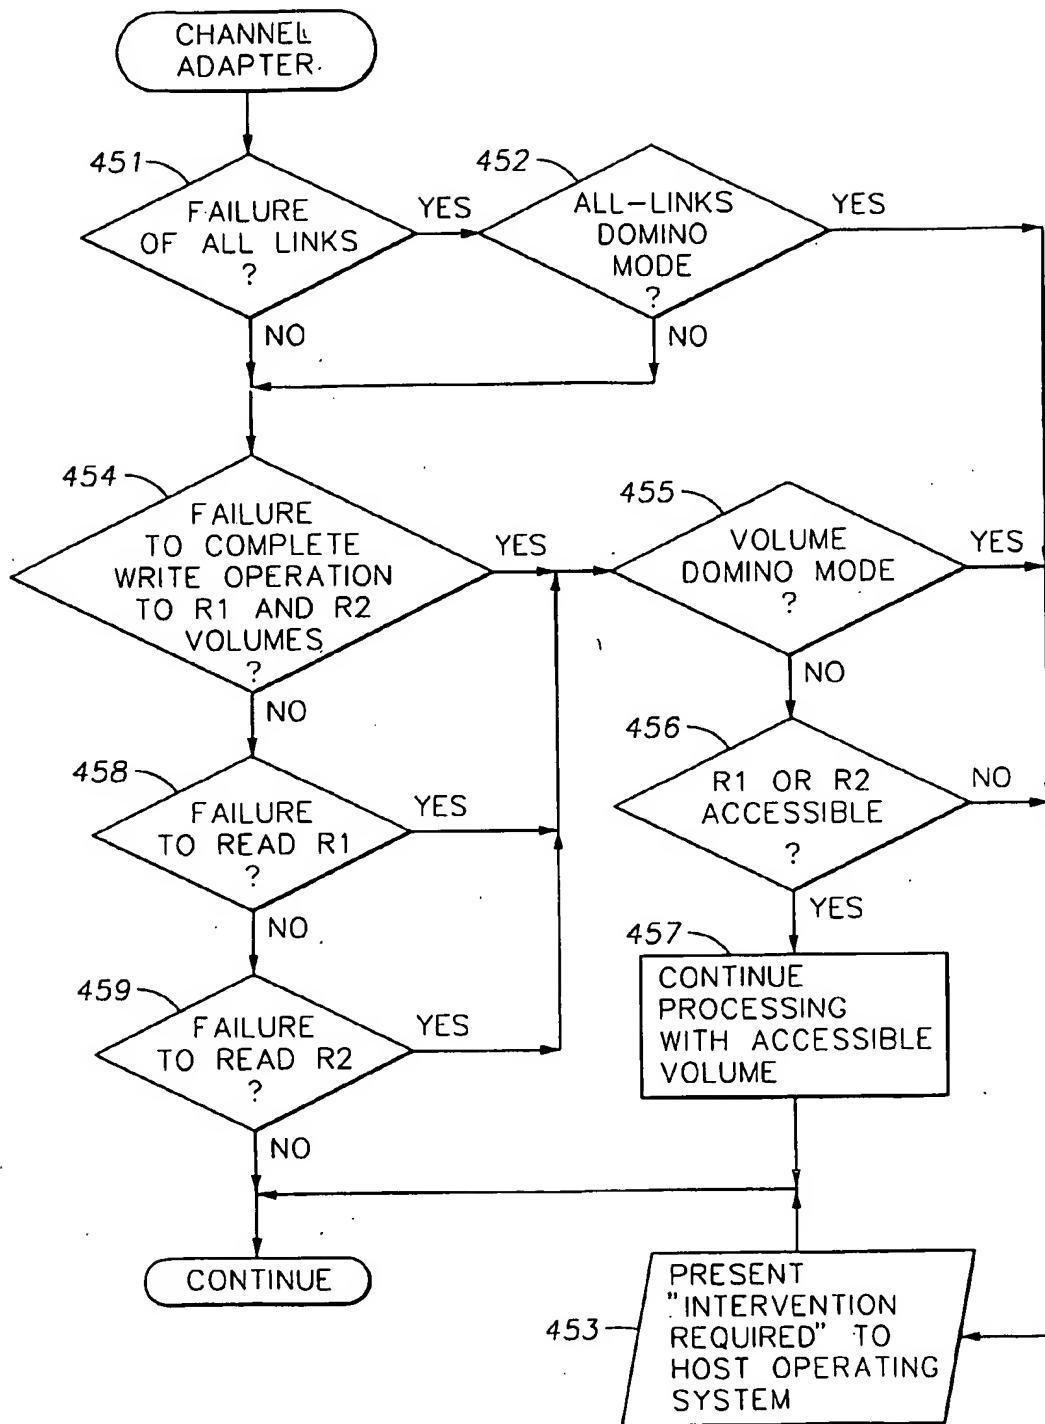 CHANNEL
ADAPTER
451
FAILURE
OF ALL LINKS
?
YES
NO
452
ALL-LINKS
DOMINO
MODE
?
YES
NO
454
FAILURE
TO COMPLETE
WRITE OPERATION
TO R1 AND R2
VOLUMES
?
YES
NO
455
VOLUME
DOMINO MODE
?
YES
NO
456
R1 OR R2
ACCESSIBLE
?
NO
YES
458
FAILURE
TO READ R1
?
YES
NO
457
CONTINUE
PROCESSING
WITH ACCESSIBLE
VOLUME
459
FAILURE
TO READ R2
?
YES
NO
CONTINUE
453
PRESENT
"INTERVENTION
REQUIRED" TO
HOST OPERATING
SYSTEM